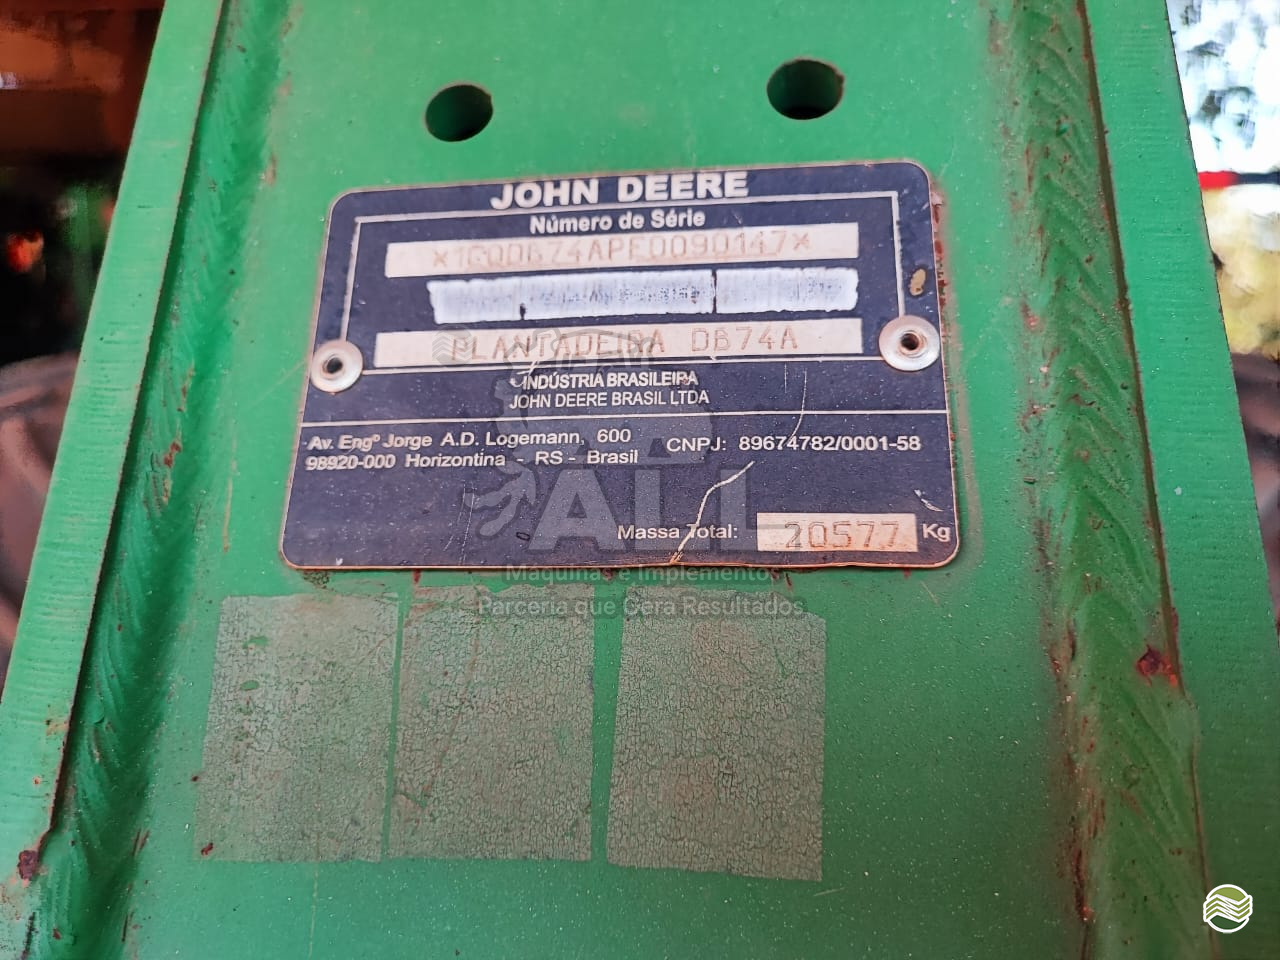 JOHN DEERE
Número de Série
*1CQDB74APF0090147*
PLANTADEIRA DB74A
INDÚSTRIA BRASILEIRA
JOHN DEERE BRASIL LTDA
Av. Engº Jorge A.D. Logemann, 600
98920-000 Horizontina - RS - Brasil
CNPJ: 89674782/0001-58
Massa Total: 20577 Kg
ALL
Máquinas e Implementos
Parceria que Gera Resultados